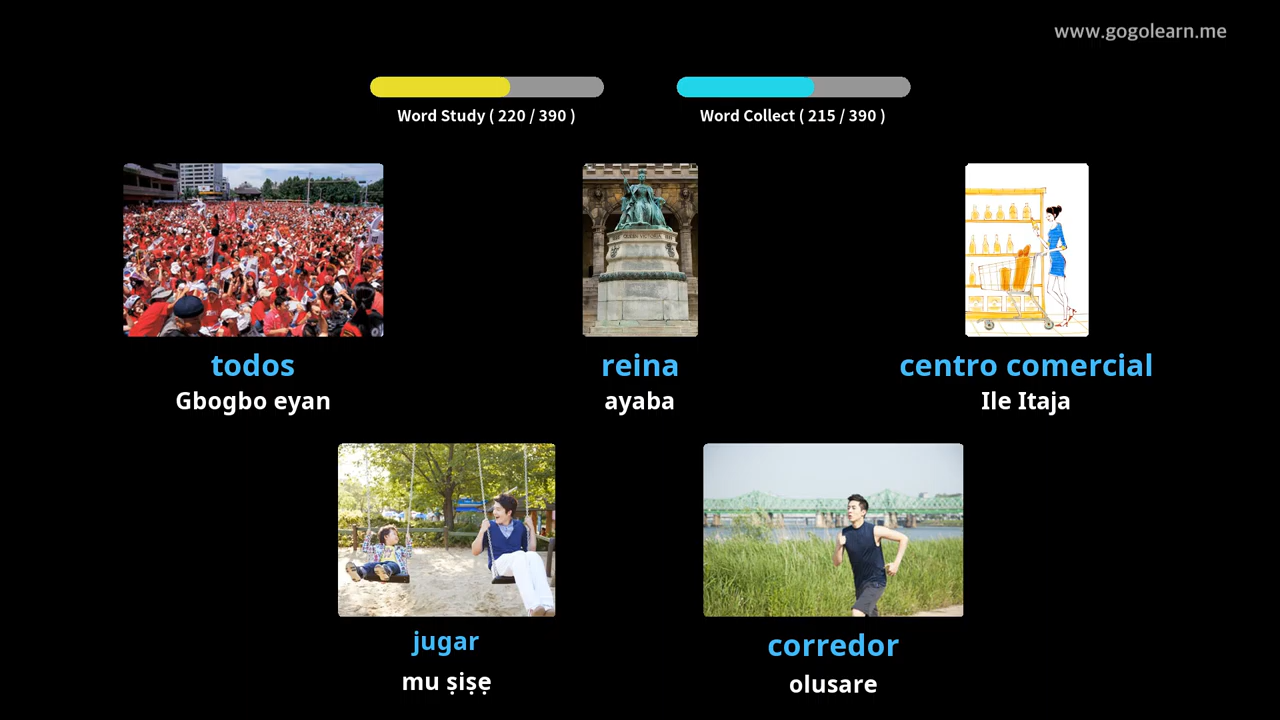 www.gogolearn.me
Word Study ( 220 / 390 )
Word Collect ( 215 / 390 )
todos
Gbogbo eyan
reina
ayaba
centro comercial
Ile Itaja
jugar
mu ṣiṣẹ
corredor
olusare